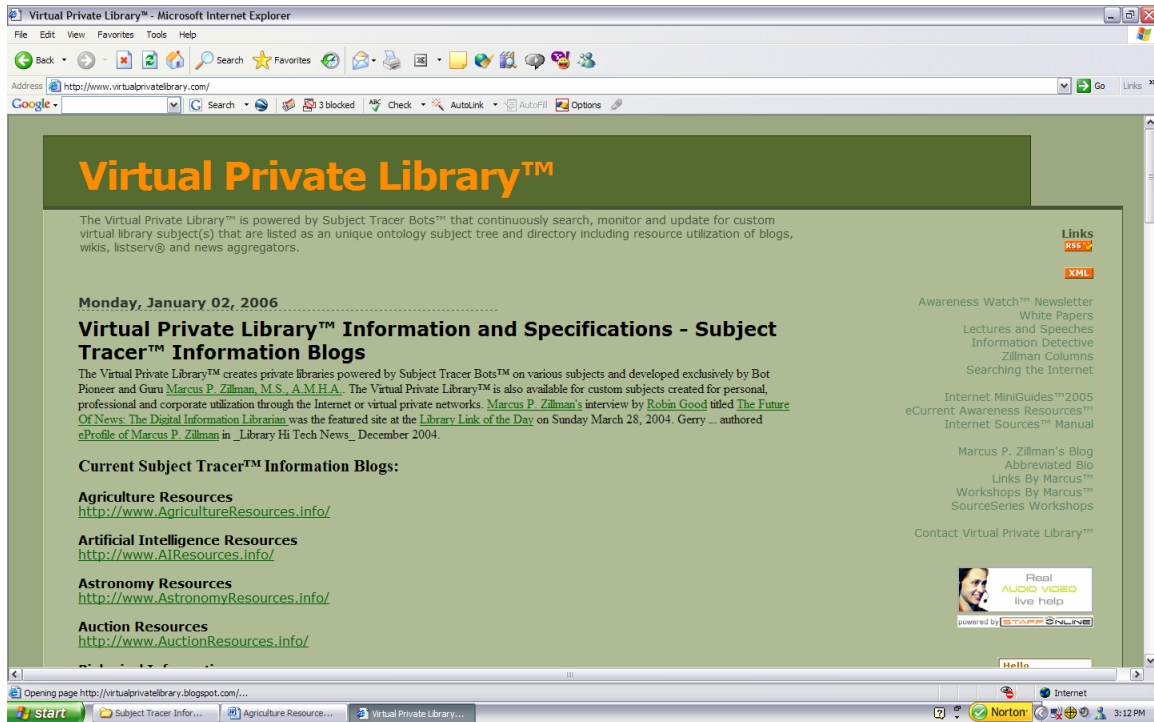 Virtual Private Library™ - Microsoft Internet Explorer
File Edit View Favorites Tools Help
Back Search Favorites
Address http://www.virtualprivatelibrary.com/ Go Links »
Google Search 3 blocked ABC Check AutoLink AutoFill Options
Virtual Private Library™
The Virtual Private Library™ is powered by Subject Tracer Bots™ that continuously search, monitor and update for custom
virtual library subject(s) that are listed as an unique ontology subject tree and directory including resource utilization of blogs,
wikis, listserv® and news aggregators.
Monday, January 02, 2006
Virtual Private Library™ Information and Specifications - Subject
Tracer™ Information Blogs
The Virtual Private Library™ creates private libraries powered by Subject Tracer Bots™ on various subjects and developed exclusively by Bot
Pioneer and Guru Marcus P. Zillman, M.S., A.M.H.A.. The Virtual Private Library™ is also available for custom subjects created for personal,
professional and corporate utilization through the Internet or virtual private networks. Marcus P. Zillman's interview by Robin Good titled The Future
Of News: The Digital Information Librarian was the featured site at the Library Link of the Day on Sunday March 28, 2004. Gerry ... authored
eProfile of Marcus P. Zillman in _Library Hi Tech News_ December 2004.
Current Subject Tracer™ Information Blogs:
Agriculture Resources
http://www.AgricultureResources.info/
Artificial Intelligence Resources
http://www.AIResources.info/
Astronomy Resources
http://www.AstronomyResources.info/
Auction Resources
http://www.AuctionResources.info/
Links
RSS
XML
Awareness Watch™ Newsletter
White Papers
Lectures and Speeches
Information Detective
Zillman Columns
Searching the Internet
Internet MiniGuides™2005
eCurrent Awareness Resources™
Internet Sources™ Manual
Marcus P. Zillman's Blog
Abbreviated Bio
Links By Marcus™
Workshops By Marcus™
SourceSeries Workshops
Contact Virtual Private Library™
Real
AUDIO VIDEO
live help
powered by STAFF ONLINE
Hello
Opening page http://virtualprivatelibrary.blogspot.com/... Internet
start Subject Tracer Infor... Agriculture Resource... Virtual Private Library... Norton 3:12 PM